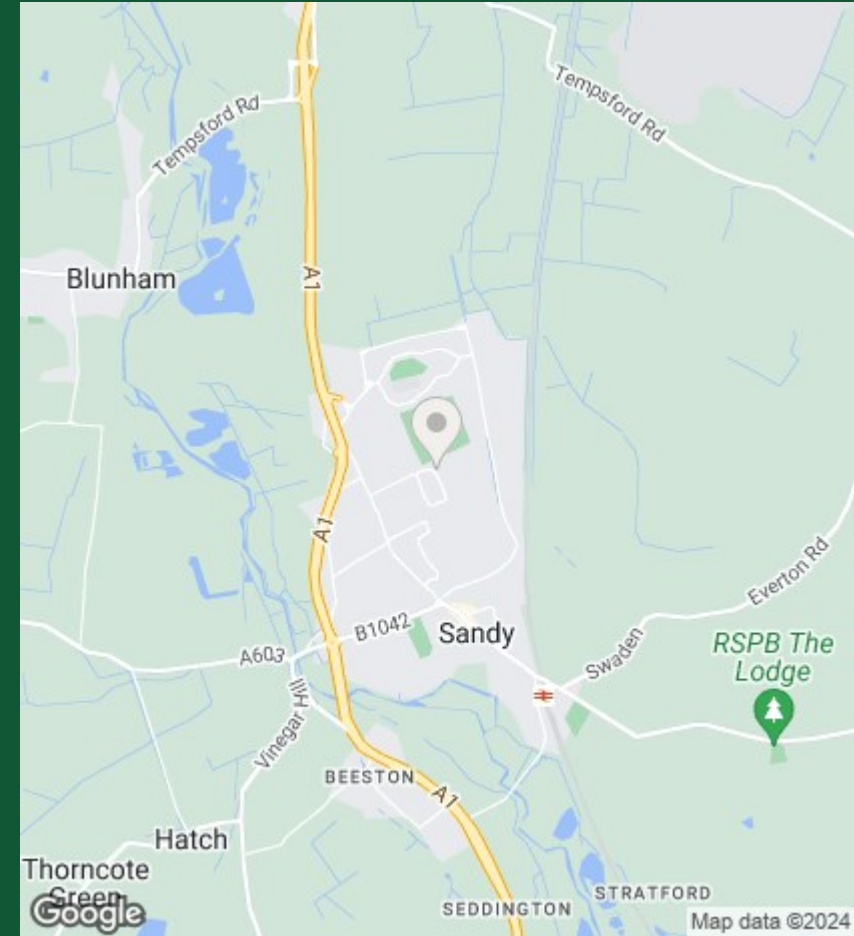 Tempsford Rd
Tempsford Rd
Blunham
A1
A1
Everton Rd
B1042
Sandy
A603
Swaden
RSPB The
Lodge
Vinegar Hill
BEESTON
A1
Hatch
Thorncote
Green
STRATFORD
SEDDINGTON
Google
Map data ©2024